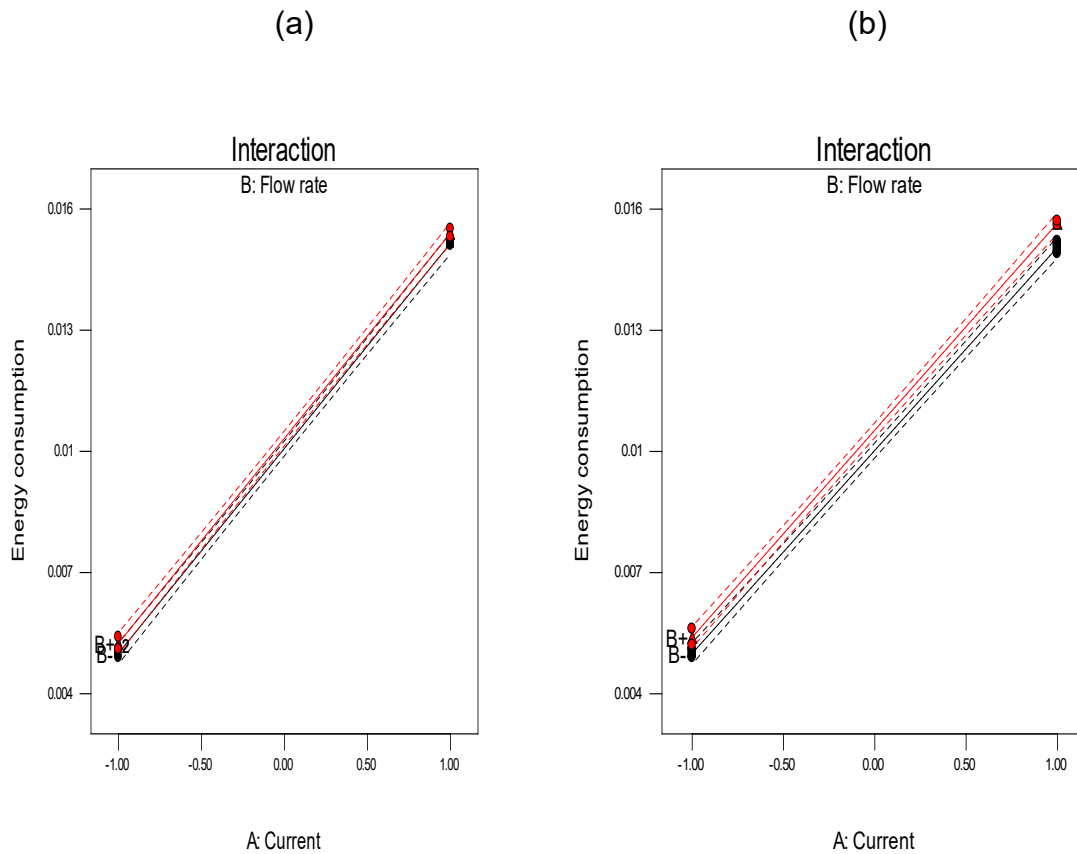 (a)
Interaction
B: Flow rate
0.016
0.013
0.01
0.007
0.004
Energy consumption
B+ 2
B-
-1.00
-0.50
0.00
0.50
1.00
A: Current
(b)
Interaction
B: Flow rate
0.016
0.013
0.01
0.007
0.004
Energy consumption
B+
B-
-1.00
-0.50
0.00
0.50
1.00
A: Current